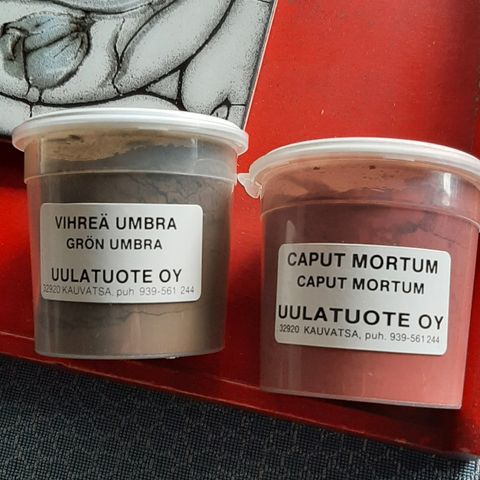 VIHREÄ UMBRA
GRÖN UMBRA
UULATUOTE OY
32920 KAUVATSA, puh. 939-561 244
CAPUT MORTUM
CAPUT MORTUM
UULATUOTE OY
32920 KAUVATSA, puh. 939-561 244